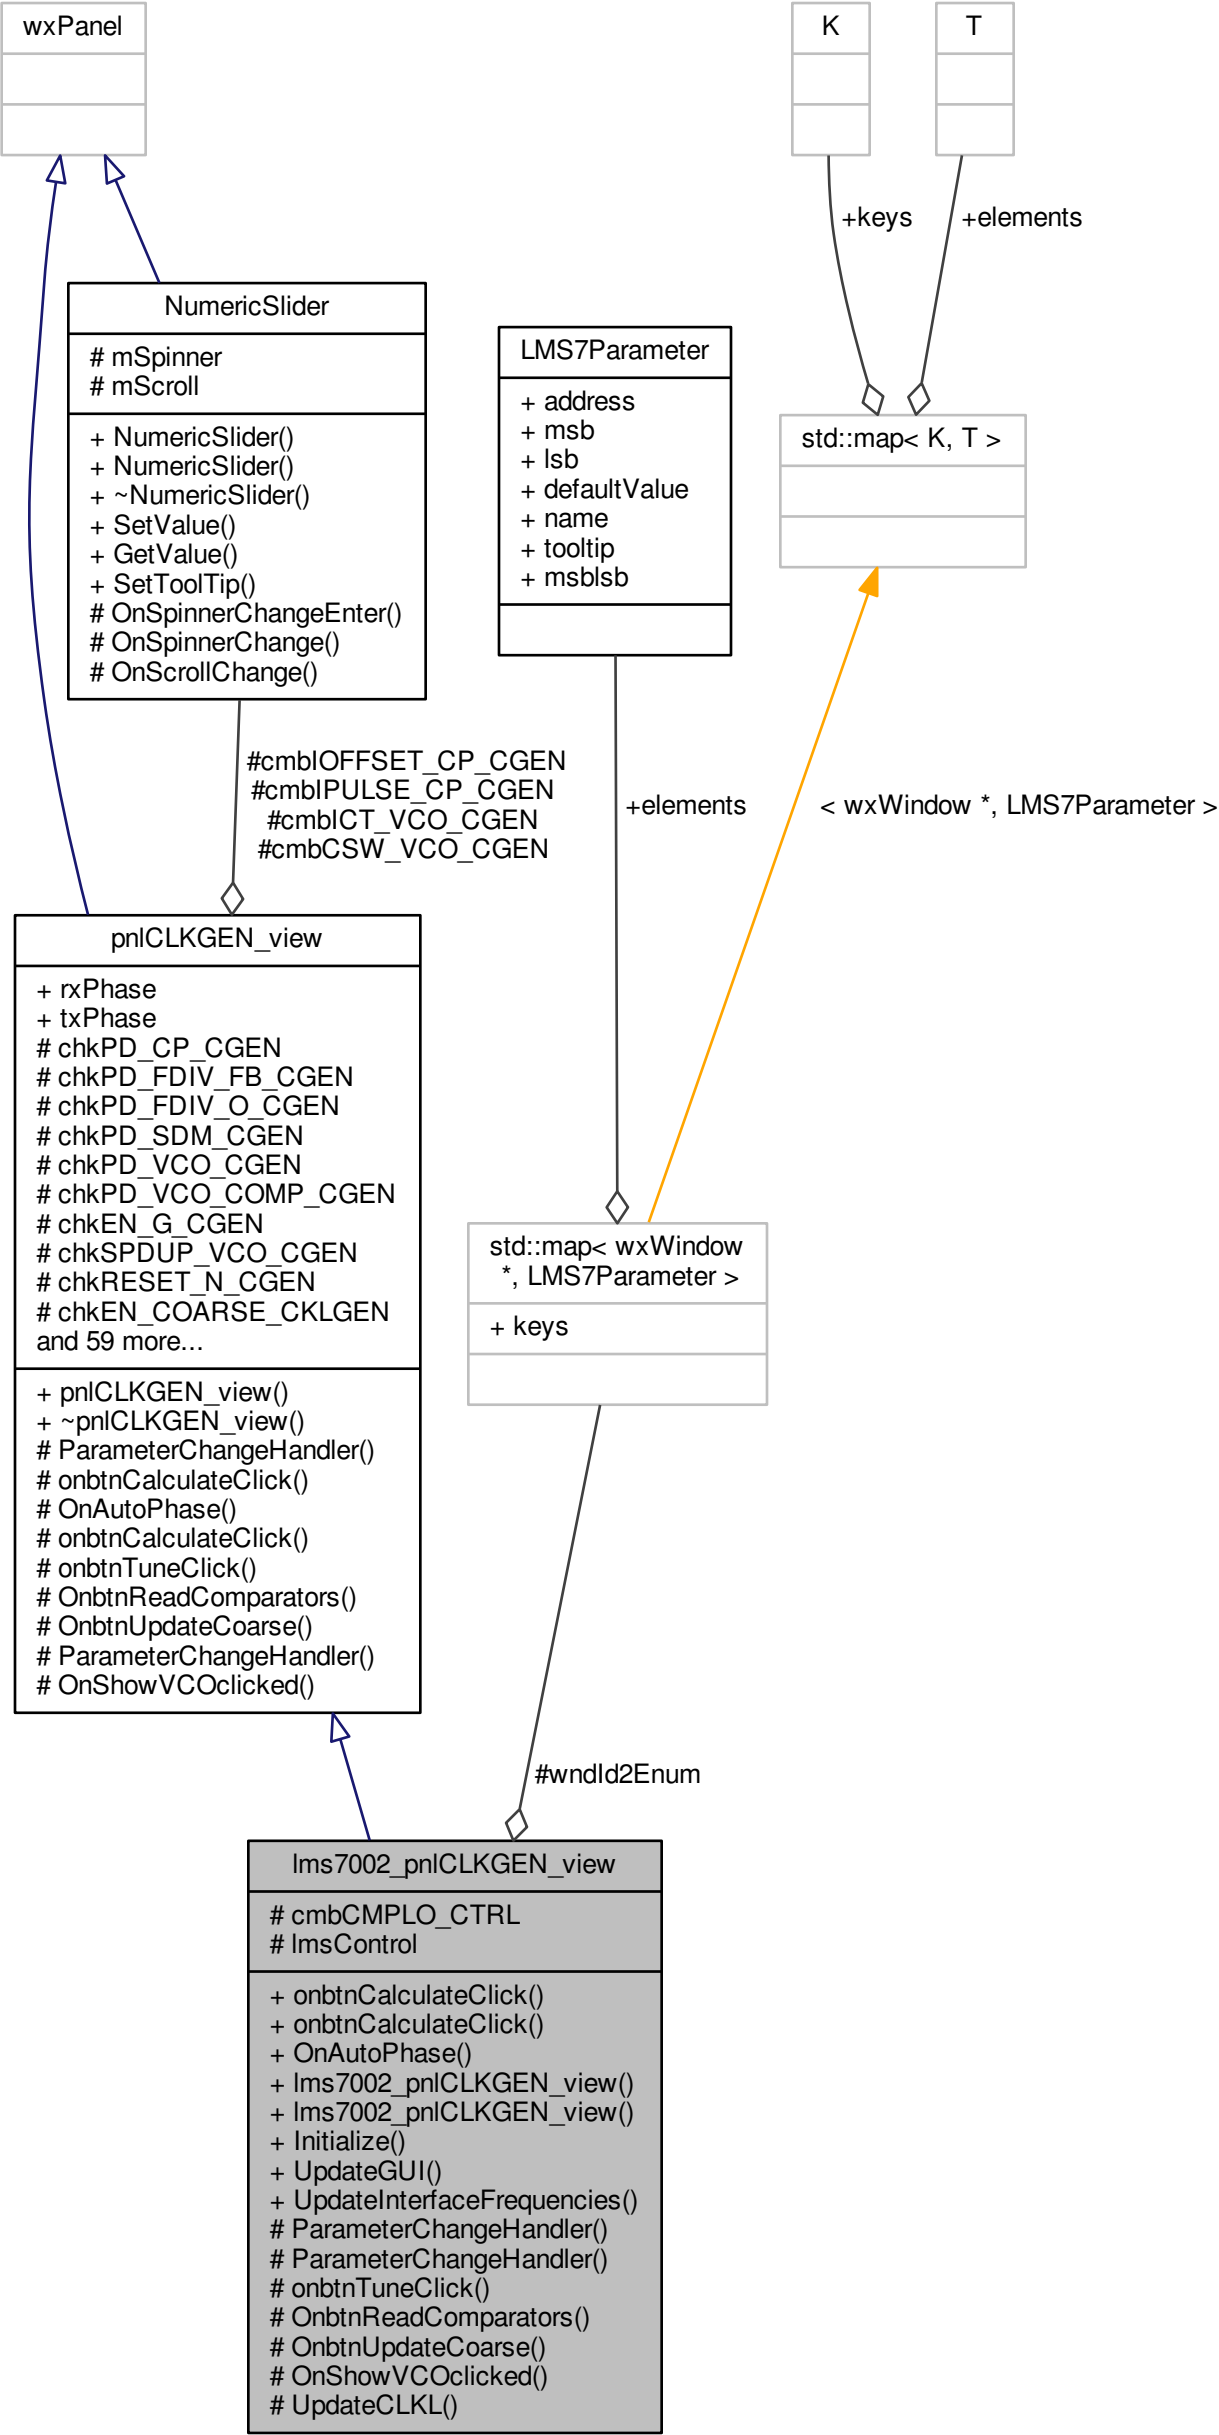 wxPanel
K
T
+keys
+elements
NumericSlider
# mSpinner
# mScroll
+ NumericSlider()
+ NumericSlider()
+ ~NumericSlider()
+ SetValue()
+ GetValue()
+ SetToolTip()
# OnSpinnerChangeEnter()
# OnSpinnerChange()
# OnScrollChange()
LMS7Parameter
+ address
+ msb
+ lsb
+ defaultValue
+ name
+ tooltip
+ msblsb
std::map< K, T >
#cmbIOFFSET_CP_CGEN
#cmbIPULSE_CP_CGEN
#cmbICT_VCO_CGEN
#cmbCSW_VCO_CGEN
+elements
< wxWindow *, LMS7Parameter >
pnlCLKGEN_view
+ rxPhase
+ txPhase
# chkPD_CP_CGEN
# chkPD_FDIV_FB_CGEN
# chkPD_FDIV_O_CGEN
# chkPD_SDM_CGEN
# chkPD_VCO_CGEN
# chkPD_VCO_COMP_CGEN
# chkEN_G_CGEN
# chkSPDUP_VCO_CGEN
# chkRESET_N_CGEN
# chkEN_COARSE_CKLGEN
and 59 more...
+ pnlCLKGEN_view()
+ ~pnlCLKGEN_view()
# ParameterChangeHandler()
# onbtnCalculateClick()
# OnAutoPhase()
# onbtnCalculateClick()
# onbtnTuneClick()
# OnbtnReadComparators()
# OnbtnUpdateCoarse()
# ParameterChangeHandler()
# OnShowVCOclicked()
std::map< wxWindow
*, LMS7Parameter >
+ keys
#wndId2Enum
lms7002_pnlCLKGEN_view
# cmbCMPLO_CTRL
# lmsControl
+ onbtnCalculateClick()
+ onbtnCalculateClick()
+ OnAutoPhase()
+ lms7002_pnlCLKGEN_view()
+ lms7002_pnlCLKGEN_view()
+ Initialize()
+ UpdateGUI()
+ UpdateInterfaceFrequencies()
# ParameterChangeHandler()
# ParameterChangeHandler()
# onbtnTuneClick()
# OnbtnReadComparators()
# OnbtnUpdateCoarse()
# OnShowVCOclicked()
# UpdateCLKL()